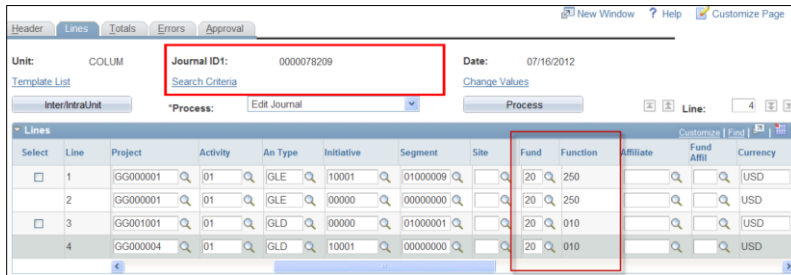 New Window ? Help Customize Page
Header Lines Totals Errors Approval
Unit: COLUM Journal ID1: 0000078209 Date: 07/16/2012
Template List Search Criteria Change Values
Inter/IntraUnit *Process: Edit Journal Process Line: 4
Lines Customize | Find |
Select Line Project Activity An Type Initiative Segment Site Fund Function Affiliate Fund Affil Currency
1 GG000001 01 GLE 10001 01000009 20 250 USD
2 GG000001 01 GLE 00000 00000000 20 250 USD
3 GG001001 01 GLD 00000 01000001 20 010 USD
4 GG000004 01 GLD 10001 00000000 20 010 USD